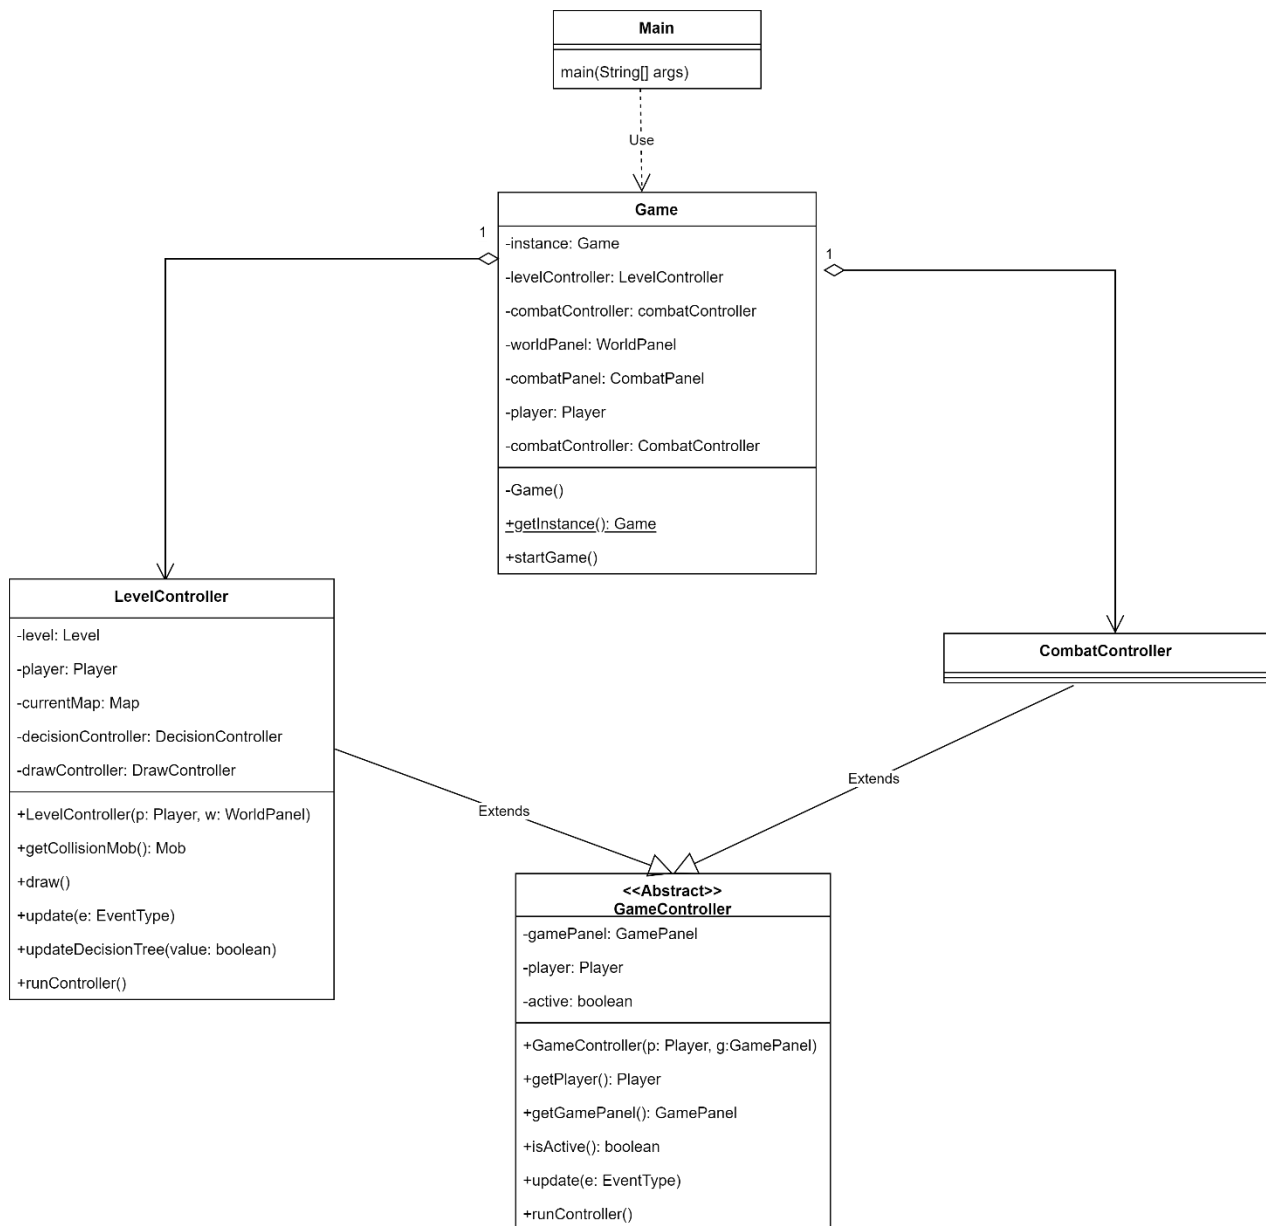 Main
main(String[] args)
Use
Game
1
-instance: Game
1
-levelController: LevelController
-combatController: combatController
-worldPanel: WorldPanel
-combatPanel: CombatPanel
-player: Player
-combatController: CombatController
-Game()
+getInstance(): Game
+startGame()
LevelController
-level: Level
-player: Player
-currentMap: Map
-decisionController: DecisionController
-drawController: DrawController
+LevelController(p: Player, w: WorldPanel)
+getCollisionMob(): Mob
+draw()
+update(e: EventType)
+updateDecisionTree(value: boolean)
+runController()
CombatController
Extends
Extends
<<Abstract>>
GameController
-gamePanel: GamePanel
-player: Player
-active: boolean
+GameController(p: Player, g:GamePanel)
+getPlayer(): Player
+getGamePanel(): GamePanel
+isActive(): boolean
+update(e: EventType)
+runController()